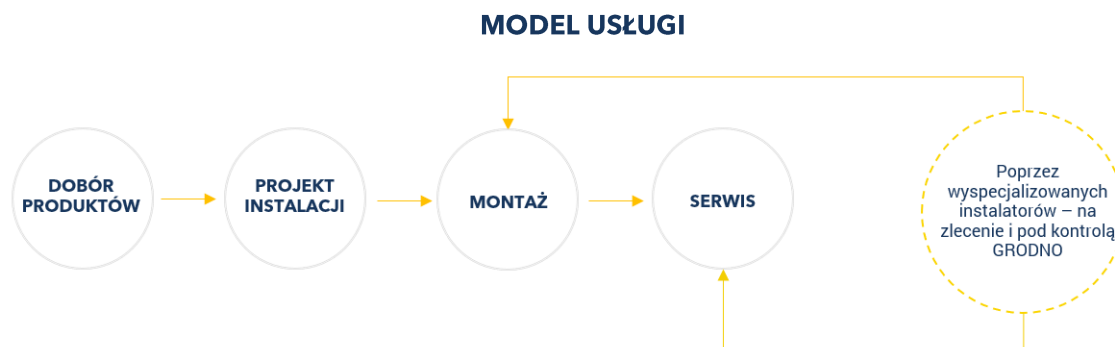 MODEL USŁUGI
DOBÓR
PRODUKTÓW
PROJEKT
INSTALACJI
MONTAŻ
SERWIS
Poprzez
wyspecjalizowanych
instalatorów – na
zlecenie i pod kontrolą
GRODNO